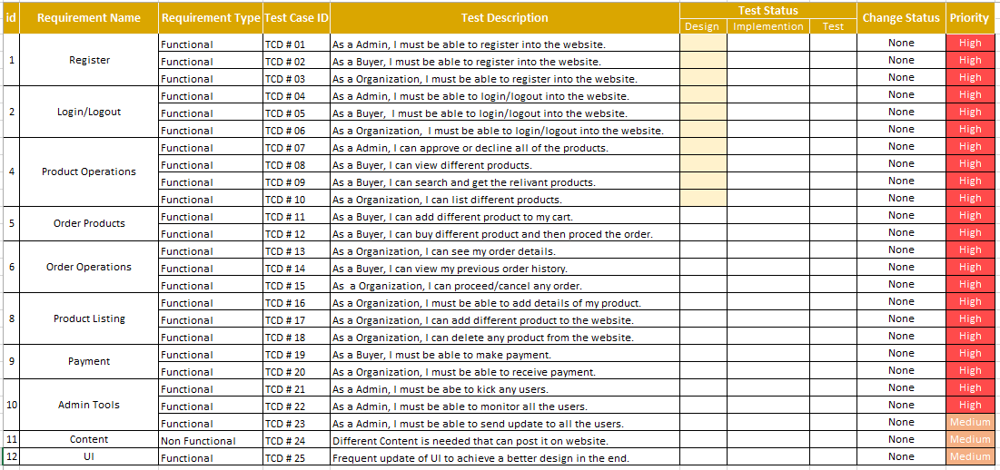 id Requirement Name Requirement Type Test Case ID Test Description Test Status Change Status Priority
Design Implemention Test
1 Register Functional TCD # 01 As a Admin, I must be able to register into the website. None High
Functional TCD # 02 As a Buyer, I must be able to register into the website. None High
Functional TCD # 03 As a Organization, I must be able to register into the website. None High
2 Login/Logout Functional TCD # 04 As a Admin, I must be able to login/logout into the website. None High
Functional TCD # 05 As a Buyer, I must be able to login/logout into the website. None High
Functional TCD # 06 As a Organization, I must be able to login/logout into the website. None High
4 Product Operations Functional TCD # 07 As a Admin, I can approve or decline all of the products. None High
Functional TCD # 08 As a Buyer, I can view different products. None High
Functional TCD # 09 As a Buyer, I can search and get the relivant products. None High
Functional TCD # 10 As a Organization, I can list different products. None High
5 Order Products Functional TCD # 11 As a Buyer, I can add different product to my cart. None High
Functional TCD # 12 As a Buyer, I can buy different product and then proced the order. None High
6 Order Operations Functional TCD # 13 As a Organization, I can see my order details. None High
Functional TCD # 14 As a Buyer, I can view my previous order history. None High
Functional TCD # 15 As a Organization, I can proceed/cancel any order. None High
8 Product Listing Functional TCD # 16 As a Organization, I must be able to add details of my product. None High
Functional TCD # 17 As a Organization, I can add different product to the website. None High
Functional TCD # 18 As a Organization, I can delete any product from the website. None High
9 Payment Functional TCD # 19 As a Buyer, I must be able to make payment. None High
Functional TCD # 20 As a Organization, I must be able to receive payment. None High
10 Admin Tools Functional TCD # 21 As a Admin, I must be abe to kick any users. None High
Functional TCD # 22 As a Admin, I must be able to monitor all the users. None High
Functional TCD # 23 As a Admin, I must be able to send update to all the users. None Medium
11 Content Non Functional TCD # 24 Different Content is needed that can post it on website. None Medium
12 UI Functional TCD # 25 Frequent update of UI to achieve a better design in the end. None Medium